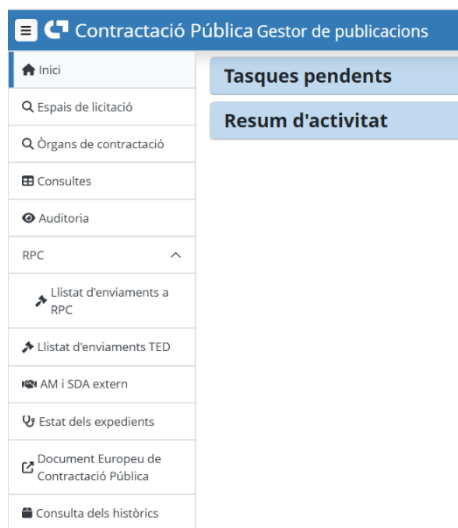 Contractació Pública Gestor de publicacions
Inici
Espais de licitació
Òrgans de contractació
Consultes
Auditoria
RPC
Llistat d'enviaments a
RPC
Llistat d'enviaments TED
AM i SDA extern
Estat dels expedients
Document Europeu de
Contractació Pública
Consulta dels històrics
Tasques pendents
Resum d'activitat